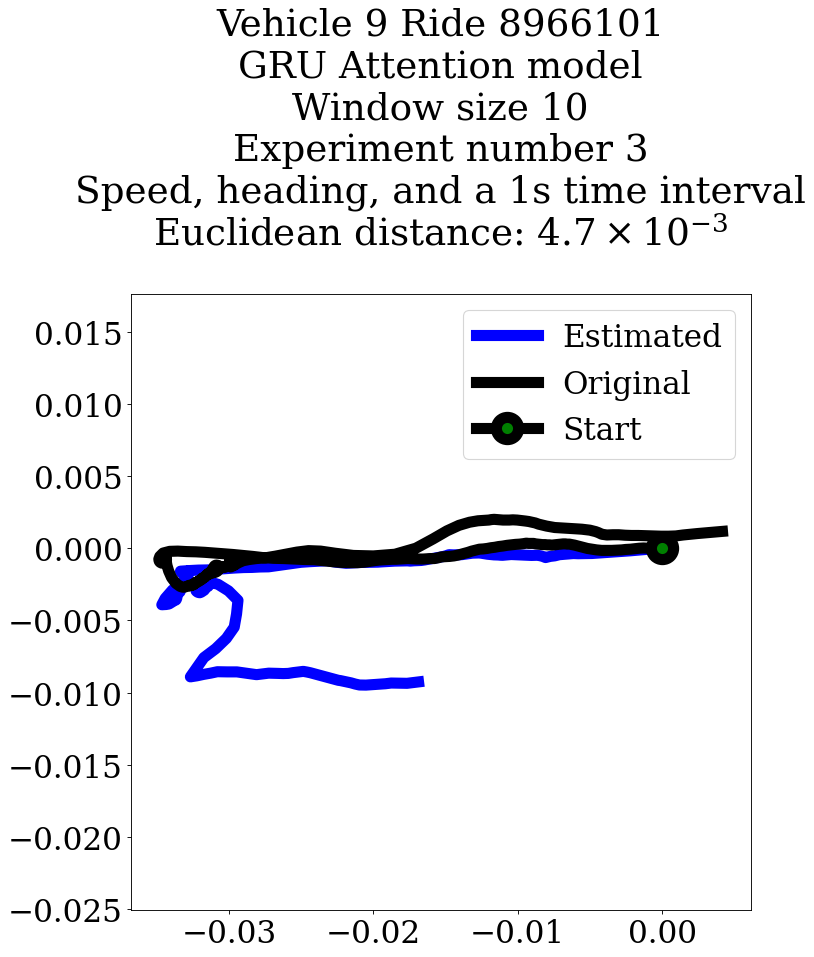 Vehicle 9 Ride 8966101
GRU Attention model
Window size 10
Experiment number 3
Speed, heading, and a 1s time interval
Euclidean distance: 4.7 × 10⁻³
Estimated
Original
Start
0.015
0.010
0.005
0.000
−0.005
−0.010
−0.015
−0.020
−0.025
−0.03
−0.02
−0.01
0.00